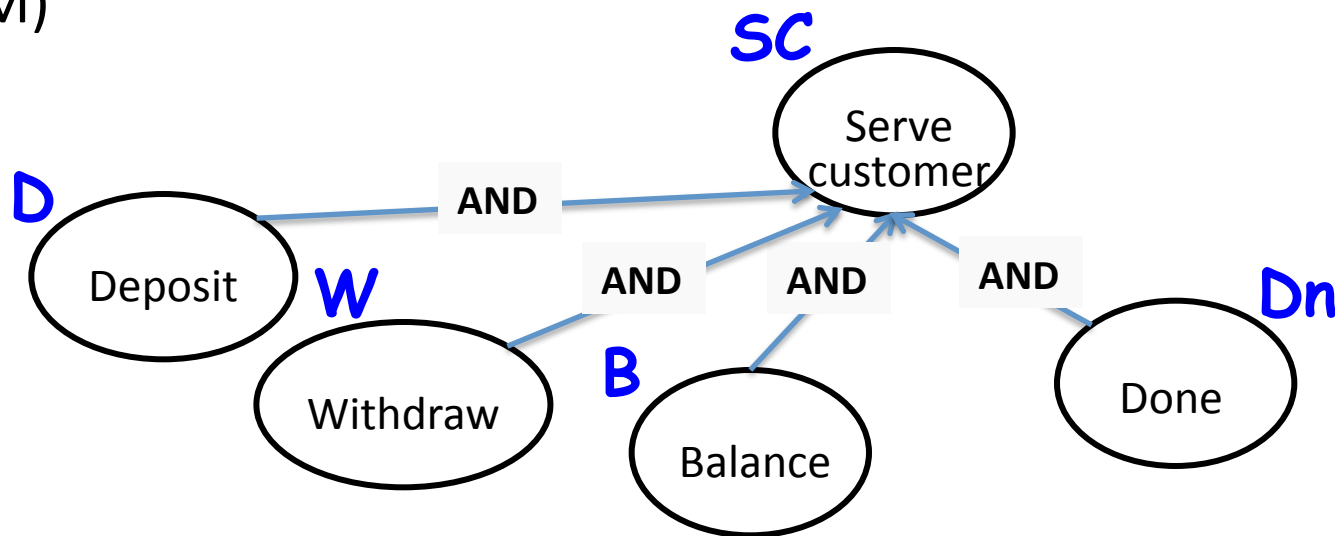 SC
Serve
customer
D
AND
Deposit
W
AND
AND
AND
Dn
Withdraw
B
Balance
Done